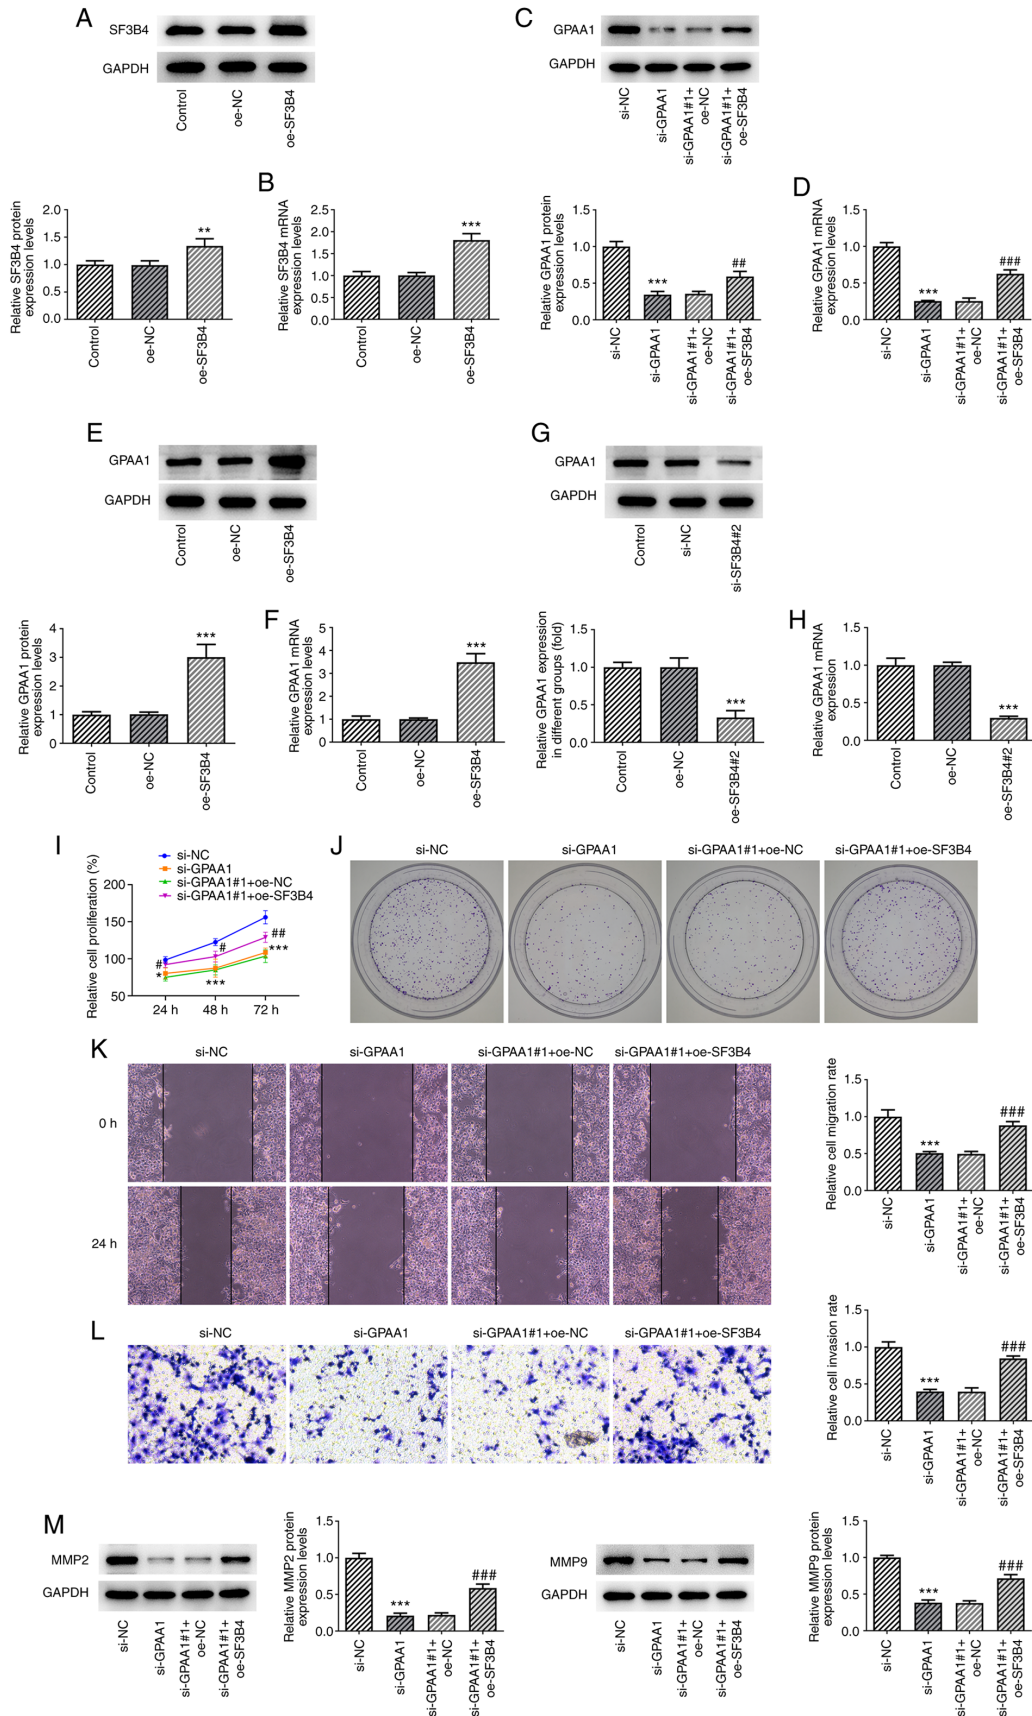 A
SF3B4
GAPDH
Control
oe-NC
oe-SF3B4
Relative SF3B4 protein
expression levels
2.0
1.5
1.0
0.5
0.0
**
Control
oe-NC
oe-SF3B4
B
Relative SF3B4 mRNA
expression levels
2.5
2.0
1.5
1.0
0.5
0.0
***
Control
oe-NC
oe-SF3B4
C
GPAA1
GAPDH
si-NC
si-GPAA1
si-GPAA1#1+
oe-NC
si-GPAA1#1+
oe-SF3B4
Relative GPAA1 protein
expression levels
1.5
1.0
0.5
0.0
***
##
si-NC
si-GPAA1
si-GPAA1#1+
oe-NC
si-GPAA1#1+
oe-SF3B4
D
Relative GPAA1 mRNA
expression levels
1.5
1.0
0.5
0.0
***
###
si-NC
si-GPAA1
si-GPAA1#1+
oe-NC
si-GPAA1#1+
oe-SF3B4
E
GPAA1
GAPDH
Control
oe-NC
oe-SF3B4
Relative GPAA1 protein
expression levels
4
3
2
1
0
***
Control
oe-NC
oe-SF3B4
F
Relative GPAA1 mRNA
expression levels
5
4
3
2
1
0
***
Control
oe-NC
oe-SF3B4
G
GPAA1
GAPDH
Control
si-NC
si-SF3B4#2
Relative GPAA1 expression
in different groups (fold)
1.5
1.0
0.5
0.0
***
Control
oe-NC
oe-SF3B4#2
H
Relative GPAA1 mRNA
expression
1.5
1.0
0.5
0.0
***
Control
oe-NC
oe-SF3B4#2
I
si-NC
si-GPAA1
si-GPAA1#1+oe-NC
si-GPAA1#1+oe-SF3B4
Relative cell proliferation (%)
200
150
100
50
#
*
#
***
##
***
24 h 48 h 72 h
J
si-NC si-GPAA1 si-GPAA1#1+oe-NC si-GPAA1#1+oe-SF3B4
K
si-NC si-GPAA1 si-GPAA1#1+oe-NC si-GPAA1#1+oe-SF3B4
0 h
24 h
Relative cell migration rate
1.5
1.0
0.5
0.0
***
###
si-NC
si-GPAA1
si-GPAA1#1+
oe-NC
si-GPAA1#1+
oe-SF3B4
L
si-NC si-GPAA1 si-GPAA1#1+oe-NC si-GPAA1#1+oe-SF3B4
Relative cell invasion rate
1.5
1.0
0.5
0.0
***
###
si-NC
si-GPAA1
si-GPAA1#1+
oe-NC
si-GPAA1#1+
oe-SF3B4
M
MMP2
GAPDH
si-NC
si-GPAA1
si-GPAA1#1+
oe-NC
si-GPAA1#1+
oe-SF3B4
Relative MMP2 protein
expression levels
1.5
1.0
0.5
0.0
***
###
si-NC
si-GPAA1
si-GPAA1#1+
oe-NC
si-GPAA1#1+
oe-SF3B4
MMP9
GAPDH
si-NC
si-GPAA1
si-GPAA1#1+
oe-NC
si-GPAA1#1+
oe-SF3B4
Relative MMP9 protein
expression levels
1.5
1.0
0.5
0.0
***
###
si-NC
si-GPAA1
si-GPAA1#1+
oe-NC
si-GPAA1#1+
oe-SF3B4